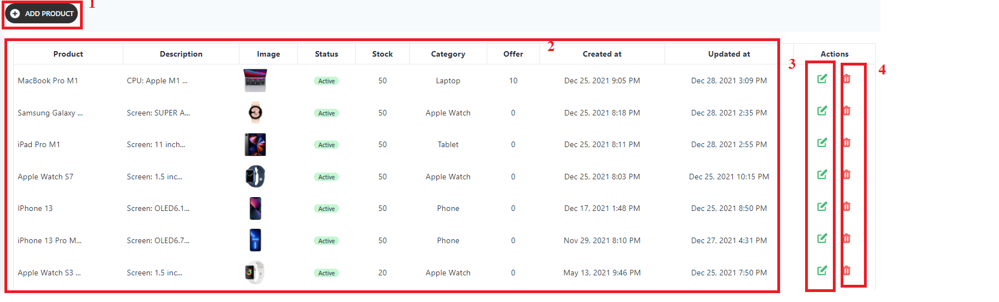 1
ADD PRODUCT
Product Description Image Status Stock Category Offer 2 Created at Updated at Actions
3 4
MacBook Pro M1 CPU: Apple M1 ... Active 50 Laptop 10 Dec 25, 2021 9:05 PM Dec 28, 2021 3:09 PM
Samsung Galaxy ... Screen: SUPER A... Active 50 Apple Watch 0 Dec 25, 2021 8:18 PM Dec 28, 2021 2:35 PM
iPad Pro M1 Screen: 11 inch... Active 50 Tablet 0 Dec 25, 2021 8:11 PM Dec 28, 2021 2:55 PM
Apple Watch S7 Screen: 1.5 inc... Active 50 Apple Watch 0 Dec 25, 2021 8:03 PM Dec 25, 2021 10:15 PM
IPhone 13 Screen: OLED6.1... Active 50 Phone 0 Dec 17, 2021 1:48 PM Dec 25, 2021 8:50 PM
iPhone 13 Pro M... Screen: OLED6.7... Active 50 Phone 0 Nov 29, 2021 8:10 PM Dec 27, 2021 4:31 PM
Apple Watch S3 ... Screen: 1.5 inc... Active 20 Apple Watch 0 May 13, 2021 9:46 PM Dec 25, 2021 7:50 PM